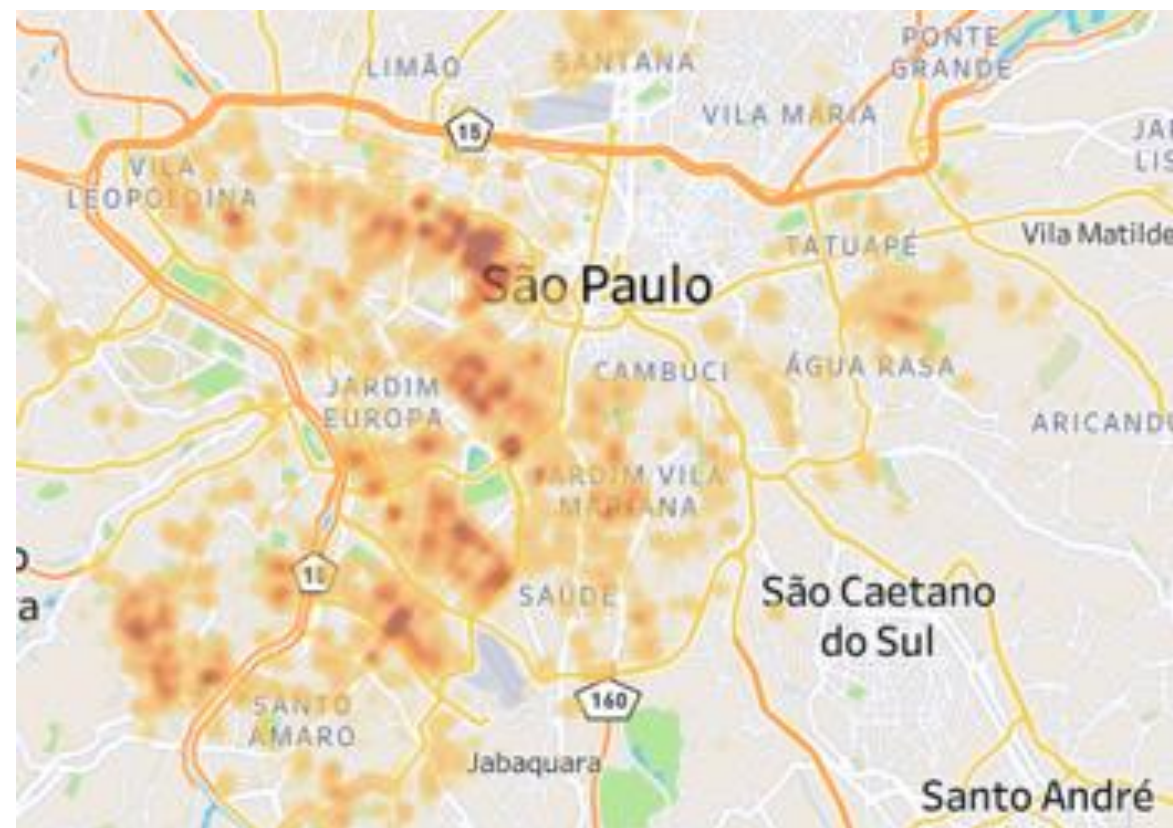 PONTE
GRANDE
LIMÃO
SANTANA
VILA MARIA
15
VILA
LEOPOLDINA
TATUAPÉ
Vila Matilde
São Paulo
CAMBUCI
ÁGUA RASA
JARDIM
EUROPA
JARDIM VILA
MARIANA
SAÚDE
São Caetano
do Sul
160
SANTO
AMARO
Jabaquara
Santo André